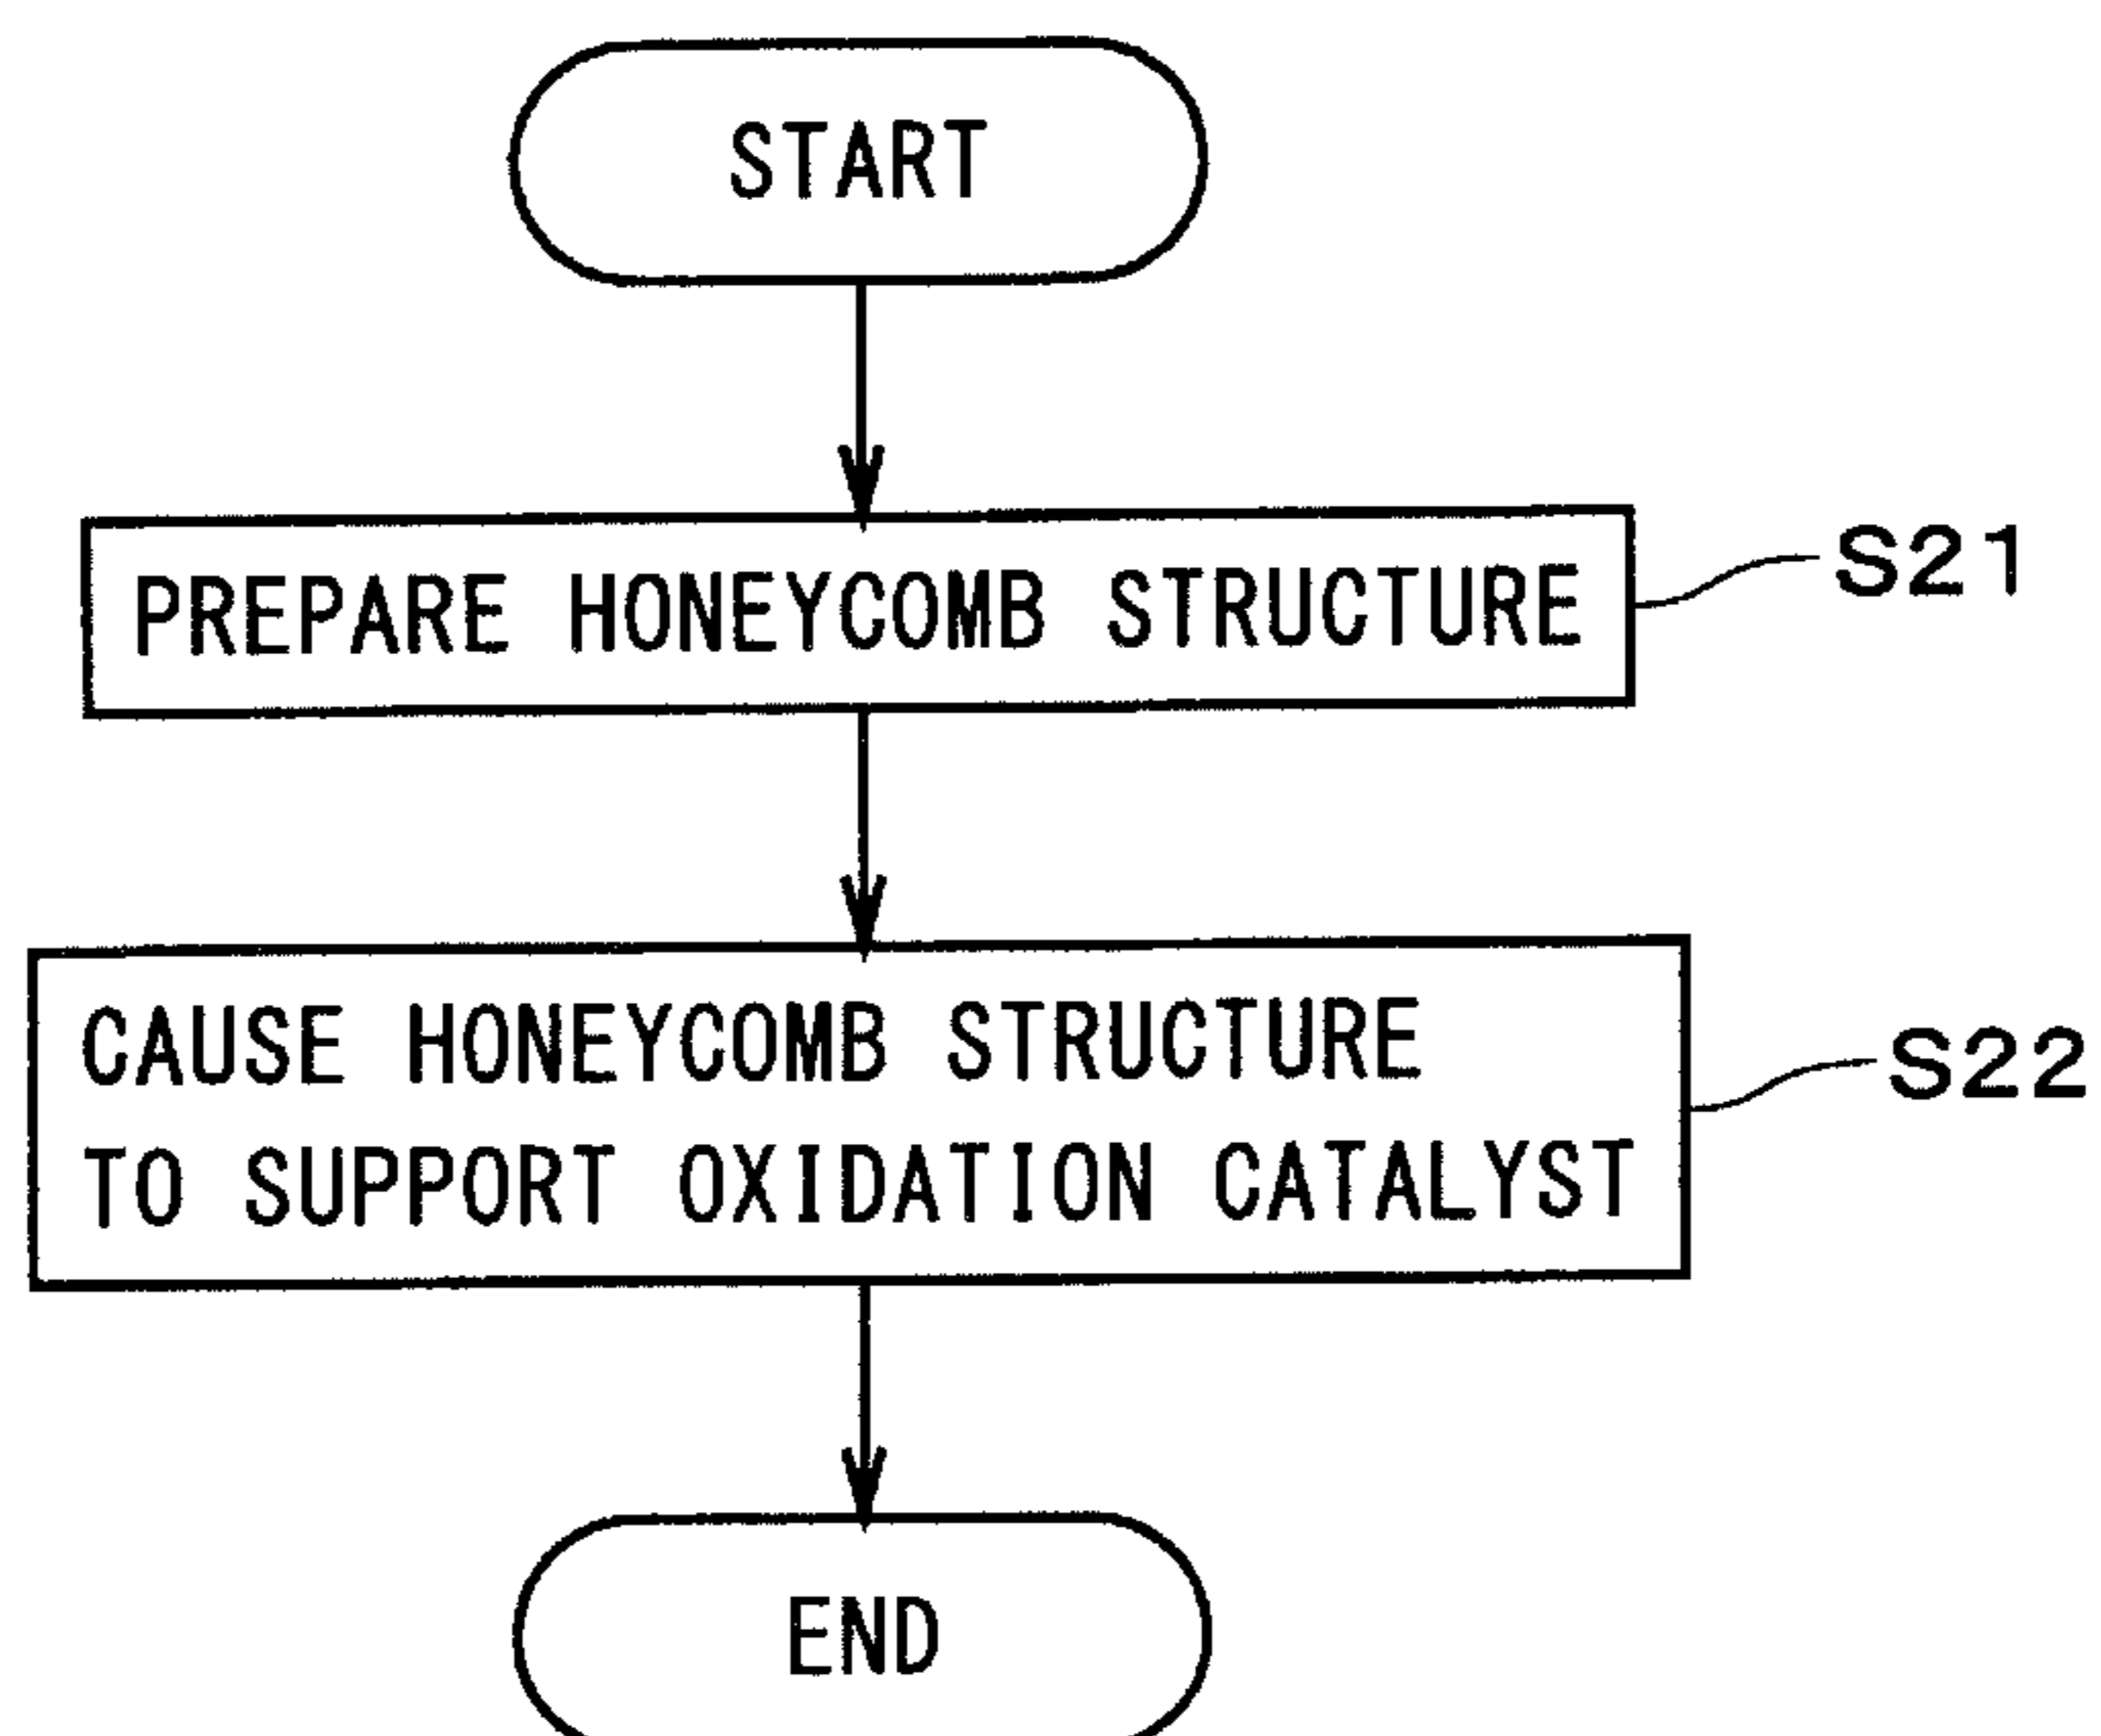 START
PREPARE HONEYCOMB STRUCTURE
S21
CAUSE HONEYCOMB STRUCTURE
TO SUPPORT OXIDATION CATALYST
S22
END